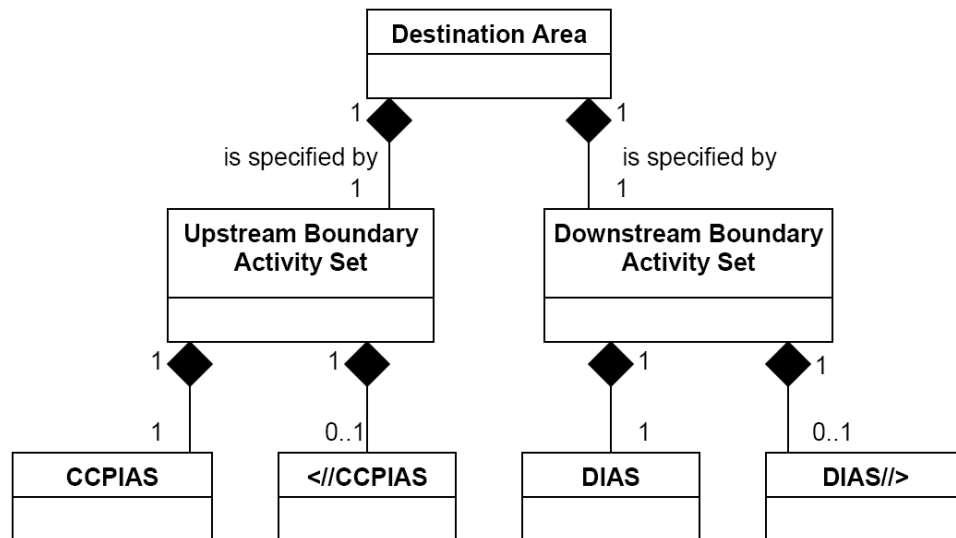 Destination Area
1
1
is specified by
is specified by
1
1
Upstream Boundary
Activity Set
Downstream Boundary
Activity Set
1
1
1
1
1
0..1
1
0..1
CCPIAS
<//CCPIAS
DIAS
DIAS//>